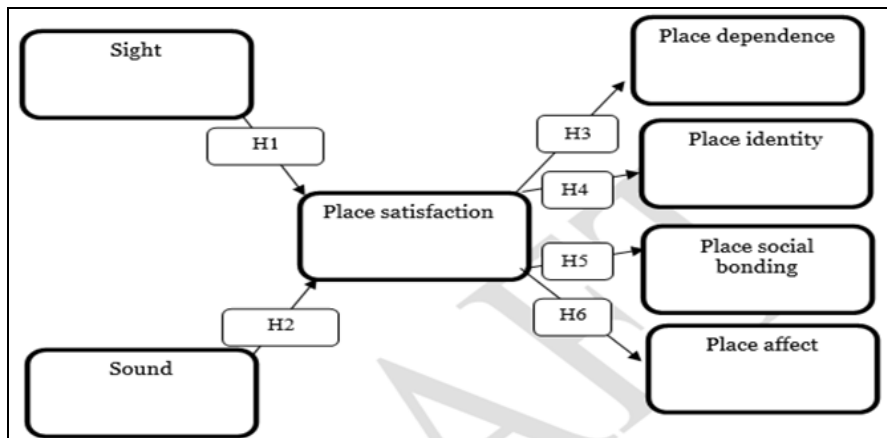 Sight
Place dependence
H1
H3
Place identity
H4
Place satisfaction
Place social
bonding
H5
H2
H6
Place affect
Sound